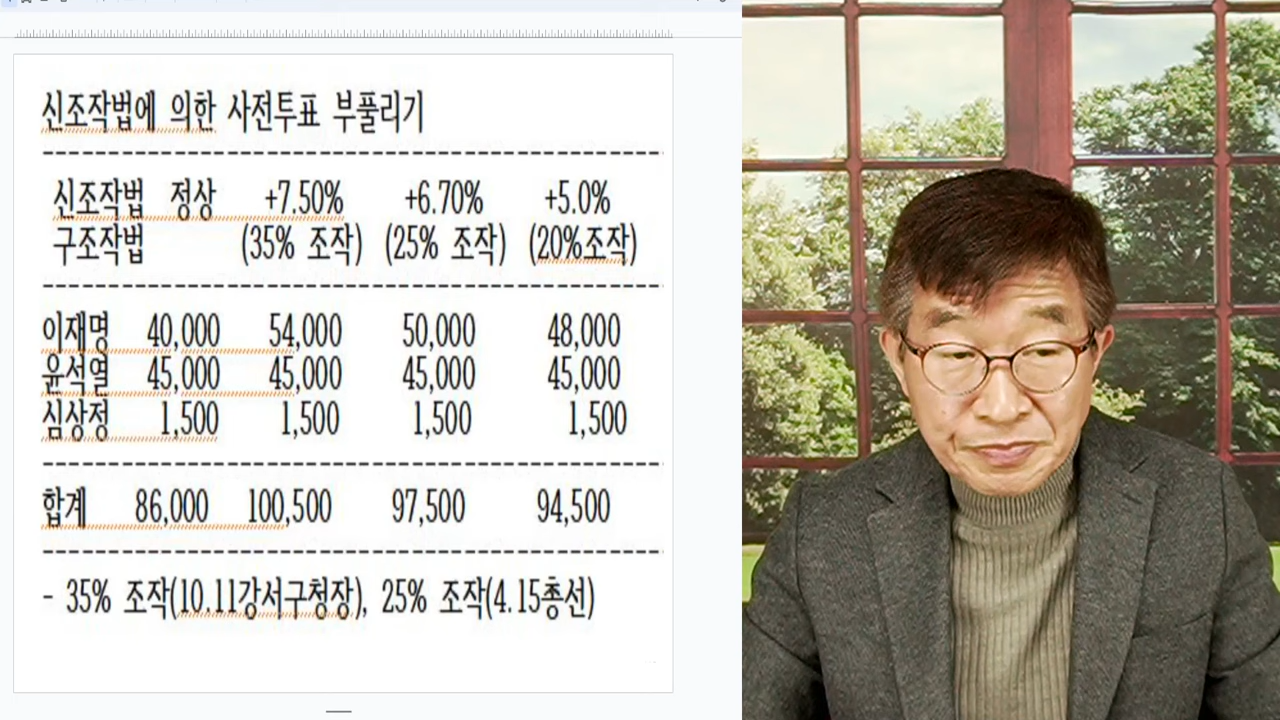 신조작법에 의한 사전투표 부풀리기
신조작법 정상 +7.50% +6.70% +5.0%
구조작법 (35% 조작) (25% 조작) (20%조작)
이재명 40,000 54,000 50,000 48,000
윤석열 45,000 45,000 45,000 45,000
심상정 1,500 1,500 1,500 1,500
합계 86,000 100,500 97,500 94,500
- 35% 조작(10.11강서구청장), 25% 조작(4.15총선)